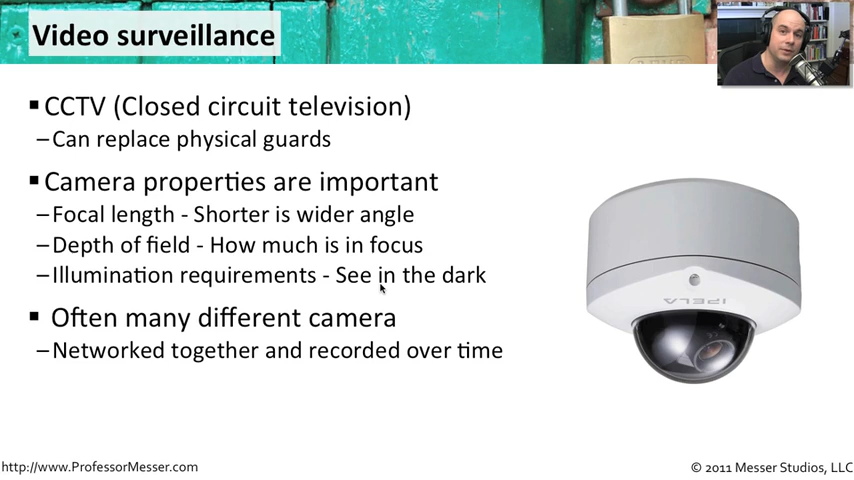 Video surveillance
▪ CCTV (Closed circuit television)
–Can replace physical guards
▪ Camera properties are important
–Focal length - Shorter is wider angle
–Depth of field - How much is in focus
–Illumination requirements - See in the dark
▪ Often many different camera
–Networked together and recorded over time
IPELA
http://www.ProfessorMesser.com
© 2011 Messer Studios, LLC